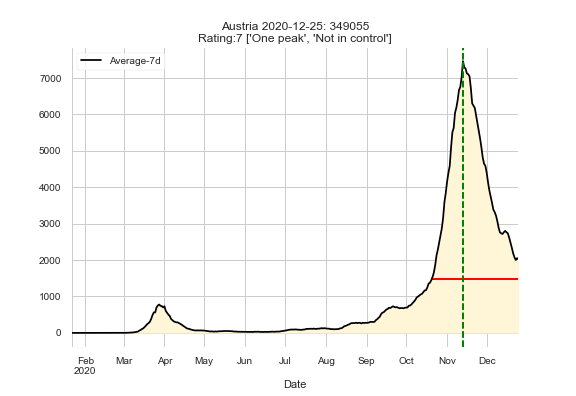 Austria 2020-12-25: 349055
Rating:7 ['One peak', 'Not in control']
Average-7d
7000
6000
5000
4000
3000
2000
1000
0
Feb Mar Apr May Jun Jul Aug Sep Oct Nov Dec
2020
Date